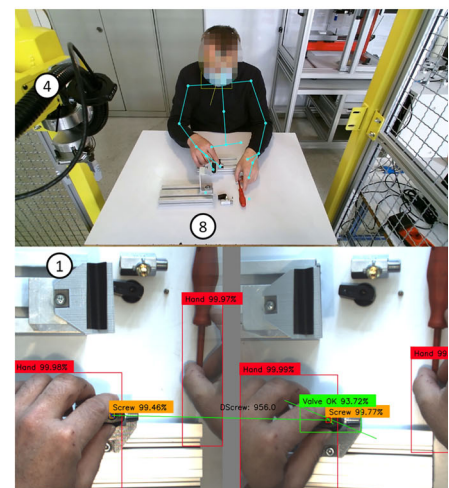 4
8
1
Hand 99.97%
Hand 99.98%
Screw 99.46%
DScrew: 956.0
Hand 99
Hand 99.99%
Valve OK 93.72%
Screw 99.77%